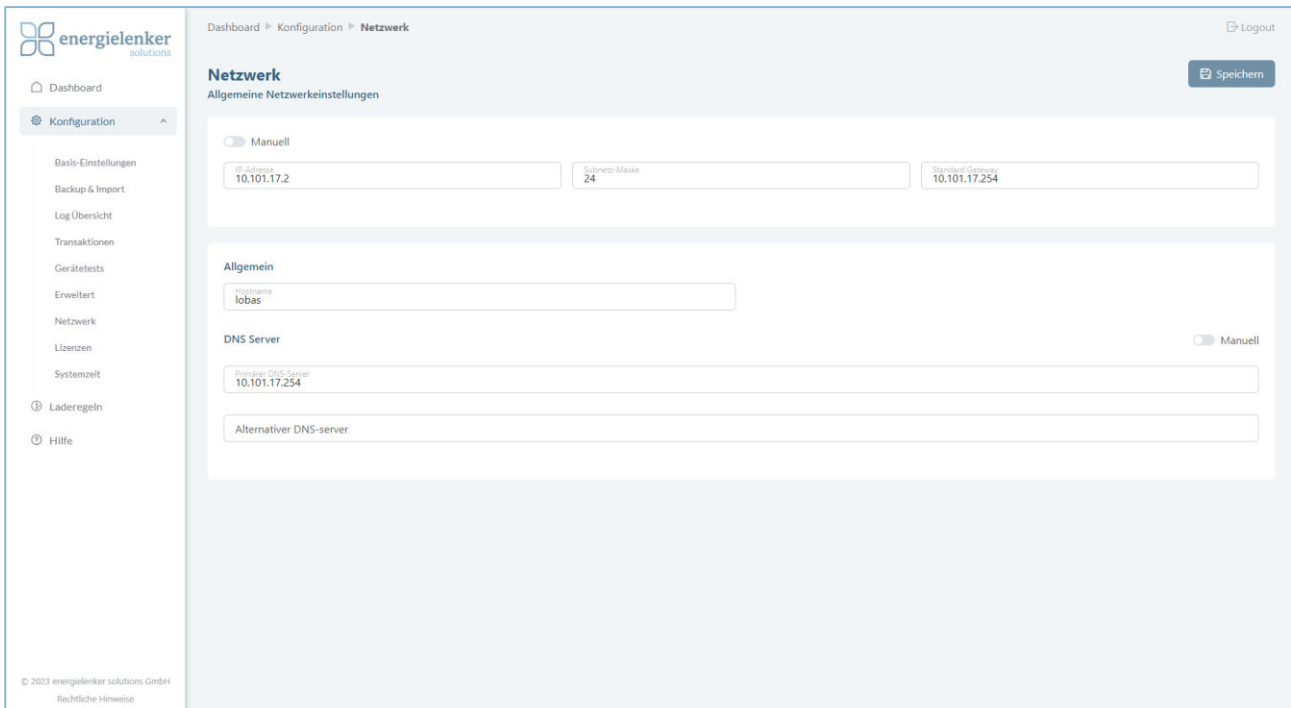 energielenker
solutions
Dashboard
Konfiguration
Basis-Einstellungen
Backup & Import
Log Übersicht
Transaktionen
Gerätetests
Erweitert
Netzwerk
Lizenzen
Systemzeit
Laderegeln
Hilfe
© 2023 energielenker solutions GmbH
Rechtliche Hinweise
Dashboard Konfiguration Netzwerk
Logout
Netzwerk
Allgemeine Netzwerkeinstellungen
Speichern
Manuell
IP-Adresse
10.101.17.2
Subnetz-Maske
24
Standard Gateway
10.101.17.254
Allgemein
Hostname
lobas
DNS Server
Manuell
Primärer DNS-Server
10.101.17.254
Alternativer DNS-server